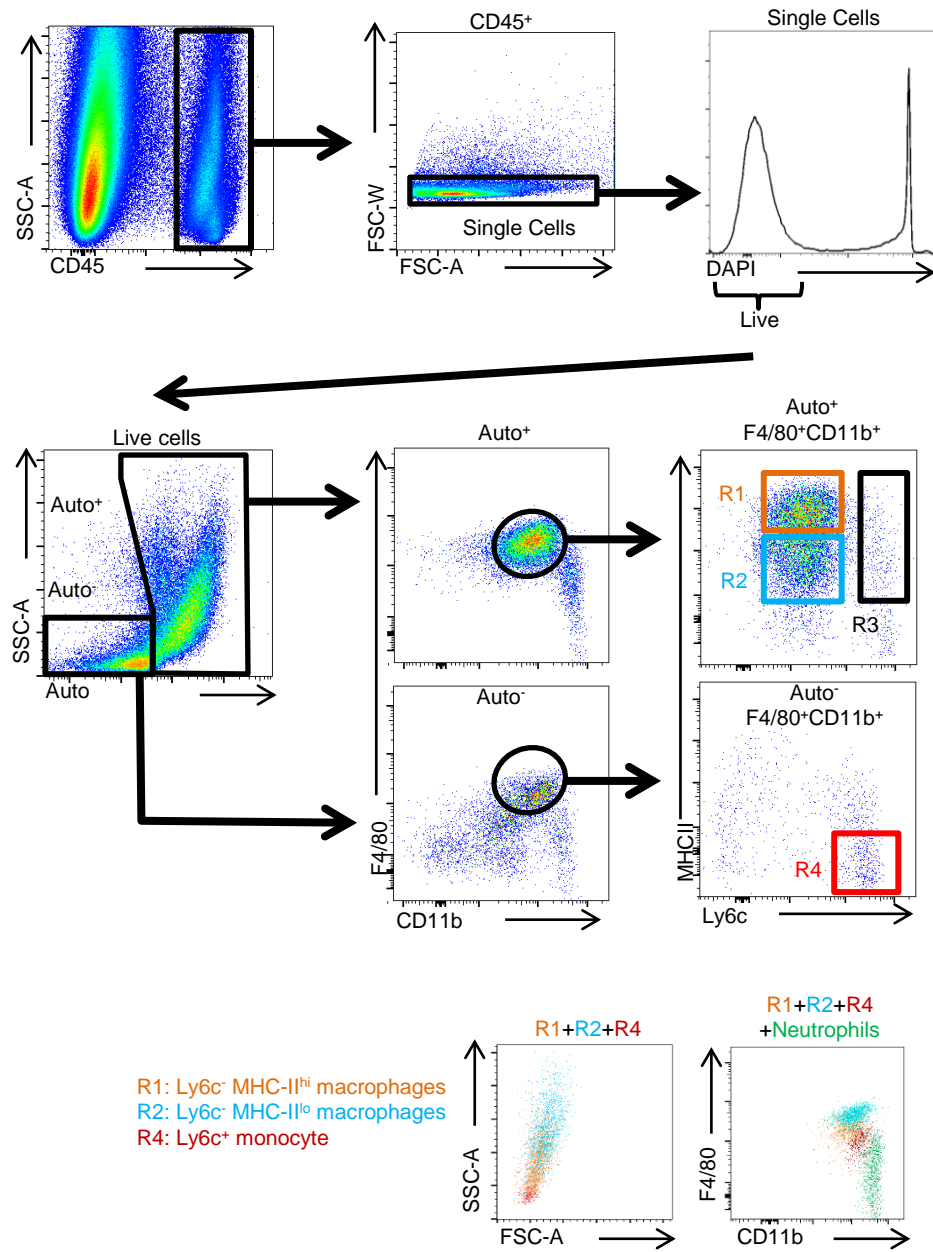 CD45⁺
Single Cells
SSC-A
CD45
FSC-W
Single Cells
FSC-A
DAPI
Live
Live cells
Auto⁺
Auto⁻
SSC-A
Auto
Auto⁺
Auto⁺
F4/80⁺CD11b⁺
R1
R2
R3
Auto⁻
F4/80
CD11b
Auto⁻
F4/80⁺CD11b⁺
MHCII
R4
Ly6c
R1: Ly6c⁻ MHC-IIʰⁱ macrophages
R2: Ly6c⁻ MHC-IIˡᵒ macrophages
R4: Ly6c⁺ monocyte
R1+R2+R4
SSC-A
FSC-A
R1+R2+R4
+Neutrophils
F4/80
CD11b